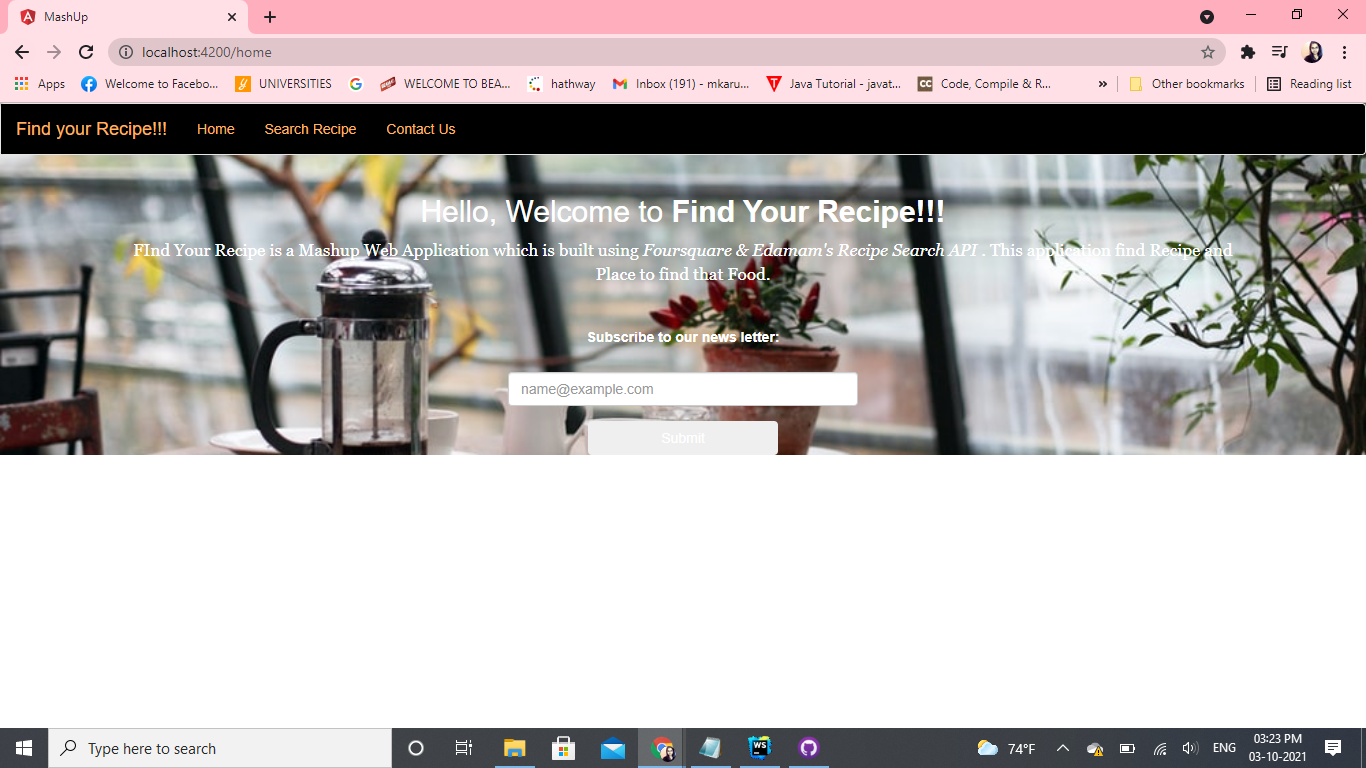 MashUp
localhost:4200/home
Apps
Welcome to Facebo...
UNIVERSITIES
WELCOME TO BEA...
hathway
Inbox (191) - mkaru...
Java Tutorial - javat...
Code, Compile & R...
»
Other bookmarks
Reading list
Find your Recipe!!! Home Search Recipe Contact Us
Hello, Welcome to Find Your Recipe!!!
FInd Your Recipe is a Mashup Web Application which is built using Foursquare & Edamam's Recipe Search API . This application find Recipe and
Place to find that Food.
Subscribe to our news letter:
name@example.com
Submit
Type here to search
WS
74°F
ENG
03:23 PM
03-10-2021